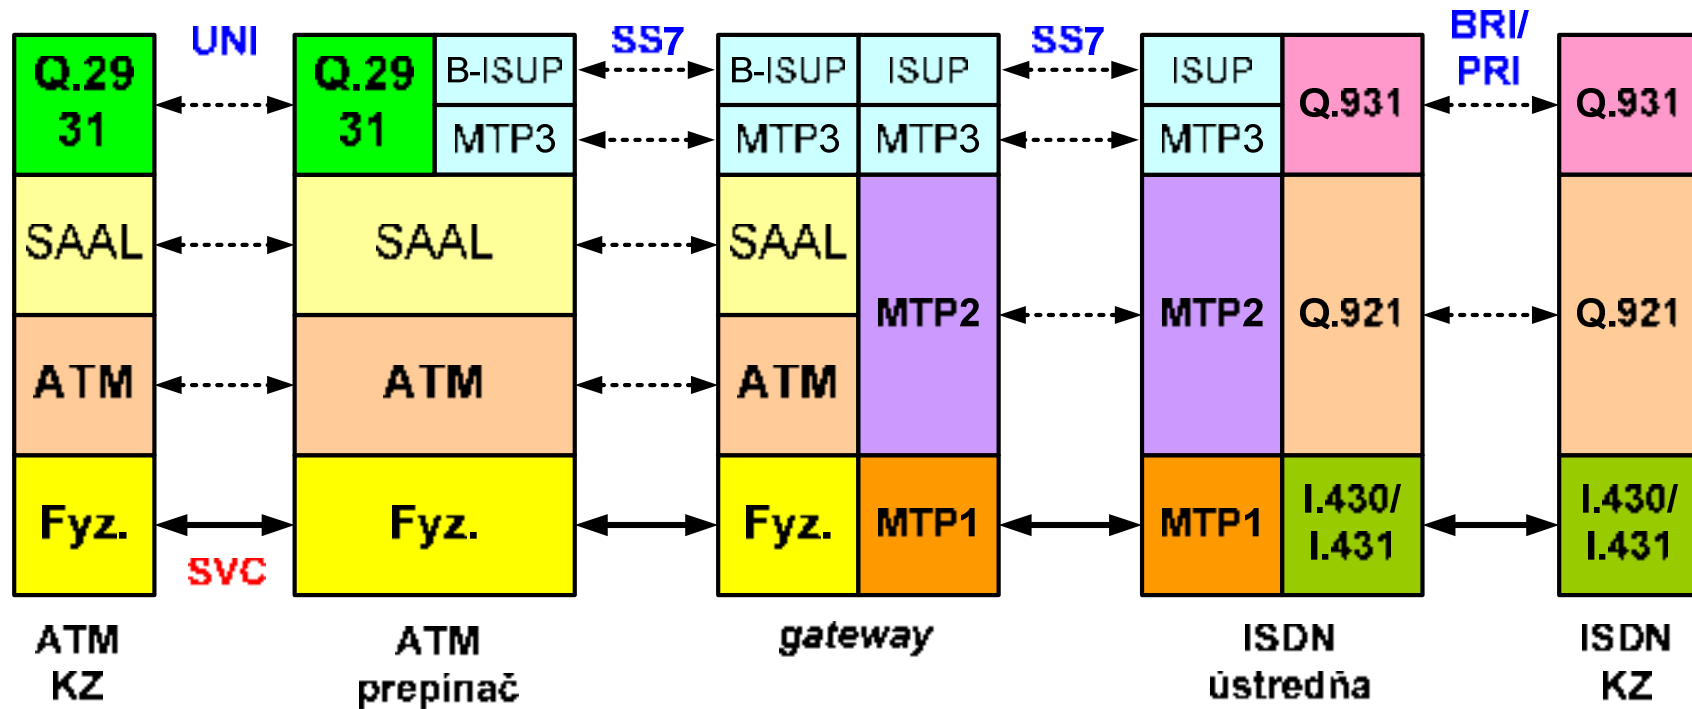 UNI
SS7
SS7
BRI/
PRI
Q.29
31
Q.29
31
B-ISUP
MTP3
B-ISUP
ISUP
MTP3
MTP3
ISUP
MTP3
Q.931
Q.931
SAAL
SAAL
SAAL
MTP2
MTP2
Q.921
Q.921
ATM
ATM
ATM
Fyz.
Fyz.
Fyz.
MTP1
MTP1
I.430/
I.431
I.430/
I.431
SVC
ATM
KZ
ATM
prepínač
gateway
ISDN
ústredňa
ISDN
KZ